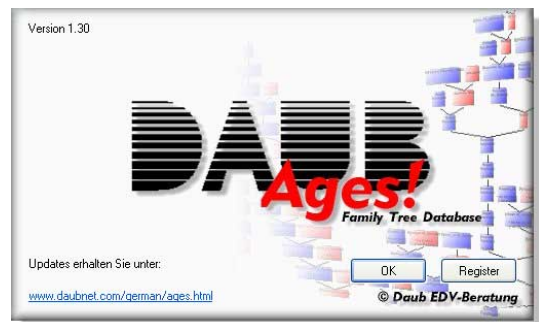 Version 1.30
DAUB
Ages!
Family Tree Database
Updates erhalten Sie unter:
OK
Register
www.daubnet.com/german/ages.html
© Daub EDV-Beratung